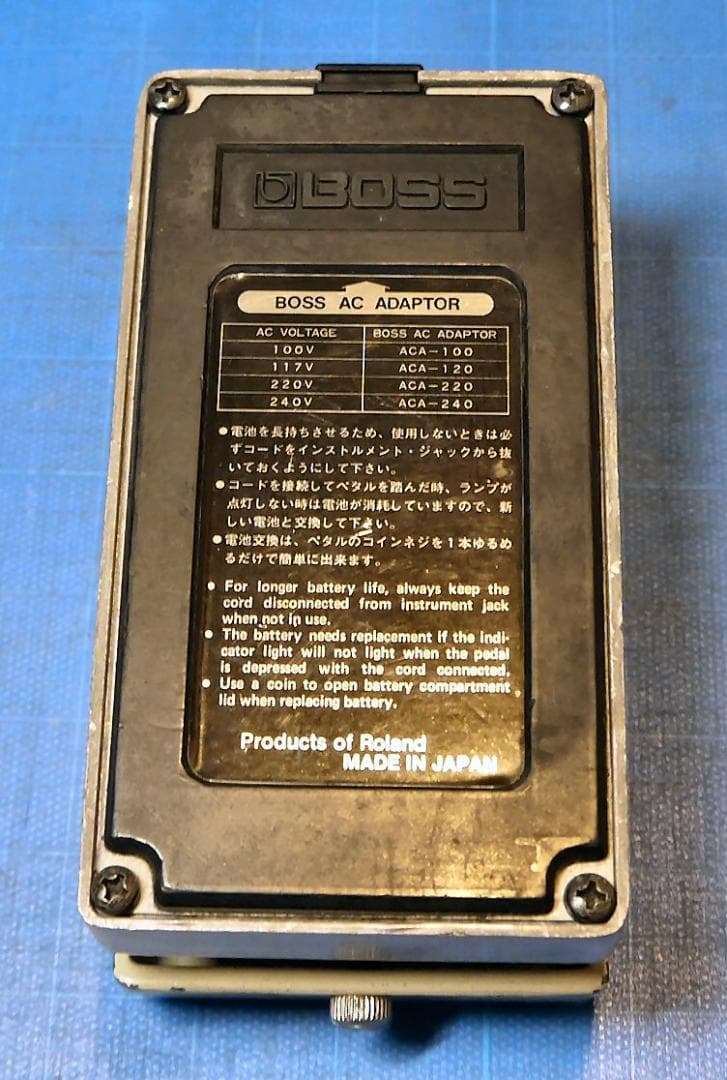 BOSS
BOSS AC ADAPTOR
AC VOLTAGE BOSS AC ADAPTOR
100V ACA-100
117V ACA-120
220V ACA-220
240V ACA-240
●電池を長持ちさせるため、使用しないときは必
ずコードをインストルメント・ジャックから抜
いておくようにして下さい。
●コードを接続してペタルを踏んだ時、ランプが
点灯しない時は電池が消耗していますので、新
しい電池と交換して下さい。
●電池交換は、ペタルのコインネジを1本ゆるめ
るだけで簡単に出来ます。
● For longer battery life, always keep the
cord disconnected from instrument jack
when not in use.
● The battery needs replacement if the indi-
cator light will not light when the pedal
is depressed with the cord connected.
● Use a coin to open battery compartment
lid when replacing battery.
Products of Roland
MADE IN JAPAN